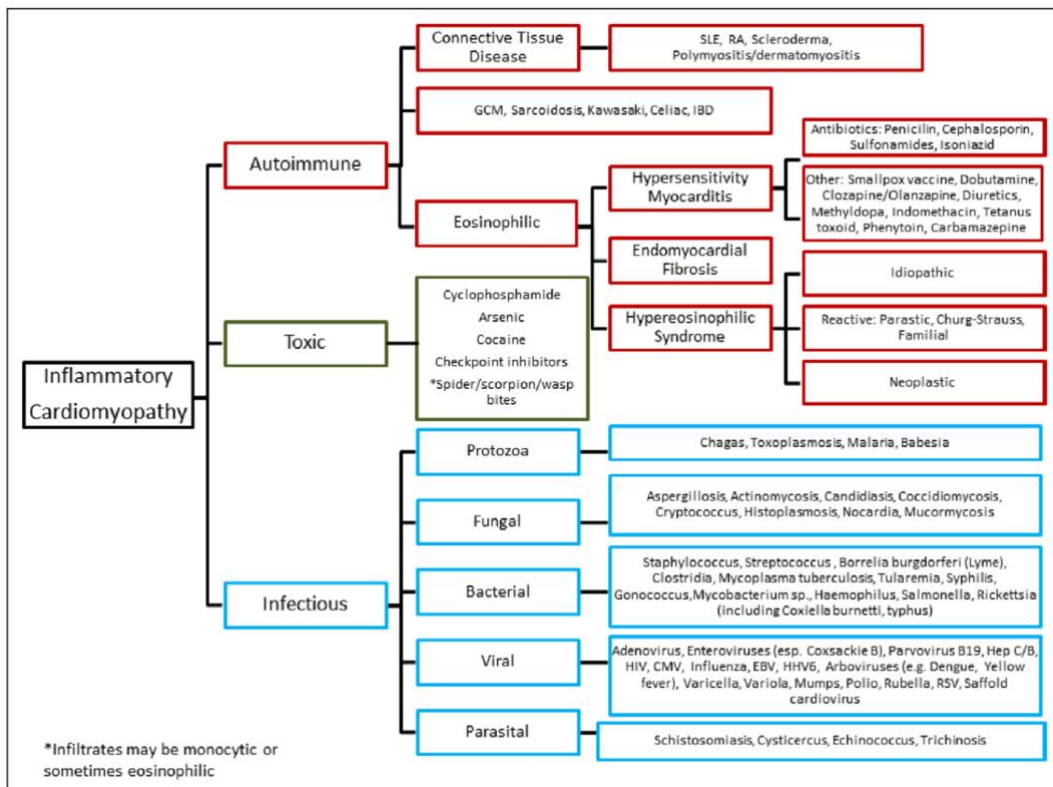 Connective Tissue
Disease
SLE, RA, Scleroderma,
Polymyositis/dermatomyositis
GCM, Sarcoidosis, Kawasaki, Celiac, IBD
Autoimmune
Antibiotics: Penicilin, Cephalosporin,
Sulfonamides, Isoniazid
Hypersensitivity
Myocarditis
Other: Smallpox vaccine, Dobutamine,
Clozapine/Olanzapine, Diuretics,
Methyldopa, Indomethacin, Tetanus
toxoid, Phenytoin, Carbamazepine
Eosinophilic
Endomyocardial
Fibrosis
Idiopathic
Hypereosinophilic
Syndrome
Reactive: Parastic, Churg-Strauss,
Familial
Neoplastic
Toxic
Cyclophosphamide
Arsenic
Cocaine
Checkpoint inhibitors
*Spider/scorpion/wasp
bites
Inflammatory
Cardiomyopathy
Protozoa
Chagas, Toxoplasmosis, Malaria, Babesia
Fungal
Aspergillosis, Actinomycosis, Candidiasis, Coccidiomycosis,
Cryptococcus, Histoplasmosis, Nocardia, Mucormycosis
Infectious
Bacterial
Staphylococcus, Streptococcus , Borrelia burgdorferi (Lyme),
Clostridia, Mycoplasma tuberculosis, Tularemia, Syphilis,
Gonococcus,Mycobacterium sp., Haemophilus, Salmonella, Rickettsia
(including Coxiella burnetti, typhus)
Viral
Adenovirus, Enteroviruses (esp. Coxsackie B), Parvovirus B19, Hep C/B,
HIV, CMV, Influenza, EBV, HHV6, Arboviruses (e.g. Dengue, Yellow
fever), Varicella, Variola, Mumps, Polio, Rubella, RSV, Saffold
cardiovirus
Parasital
Schistosomiasis, Cysticercus, Echinococcus, Trichinosis
*Infiltrates may be monocytic or
sometimes eosinophilic